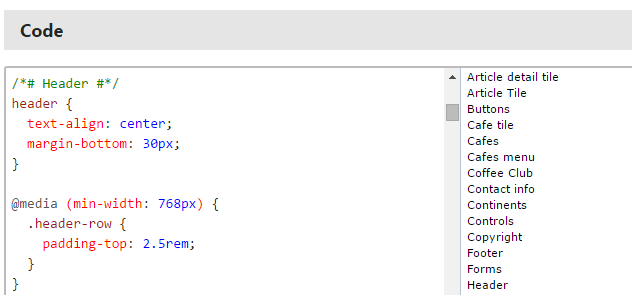 Code
/*# Header #*/
header {
  text-align: center;
  margin-bottom: 30px;
}
@media (min-width: 768px) {
  .header-row {
    padding-top: 2.5rem;
  }
}
Article detail tile
Article Tile
Buttons
Cafe tile
Cafes
Cafes menu
Coffee Club
Contact info
Continents
Controls
Copyright
Footer
Forms
Header